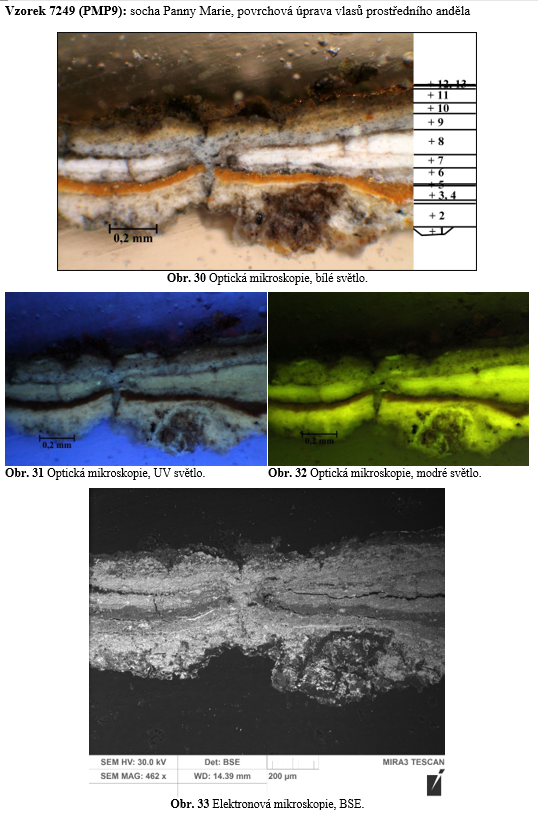 Vzorek 7249 (PMP9): socha Panny Marie, povrchová úprava vlasů prostředního anděla
+ 12, 13
+ 11
+ 10
+ 9
+ 8
+ 7
+ 6
+ 5
+ 3, 4
+ 2
+ 1
0,2 mm
Obr. 30 Optická mikroskopie, bílé světlo.
0,2 mm
0,2 mm
Obr. 31 Optická mikroskopie, UV světlo.
Obr. 32 Optická mikroskopie, modré světlo.
SEM HV: 30.0 kV
Det: BSE
MIRA3 TESCAN
SEM MAG: 462 x
WD: 14.39 mm
200 µm
Obr. 33 Elektronová mikroskopie, BSE.